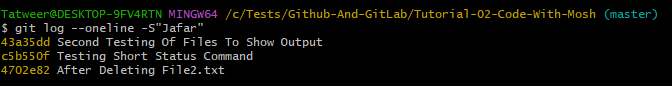 Tatweer@DESKTOP-9FV4RTN MINGW64 /c/Tests/Github-And-GitLab/Tutorial-02-Code-With-Mosh (master)
$ git log --oneline -S"Jafar"
43a35dd Second Testing Of Files To Show Output
c5b550f Testing Short Status Command
4702e82 After Deleting File2.txt